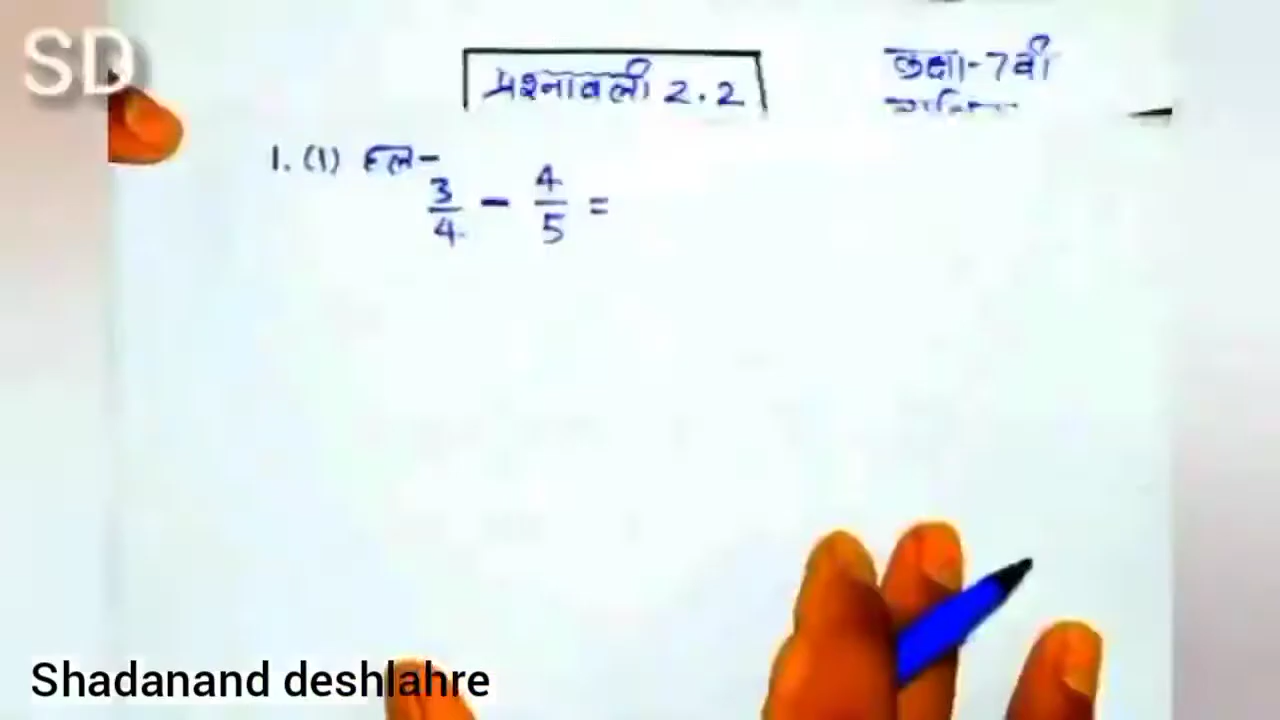 SD
प्रश्नावली 2.2
कक्षा-7वी
1. (1) हल-
3/4 - 4/5 =
Shadanand deshlahre